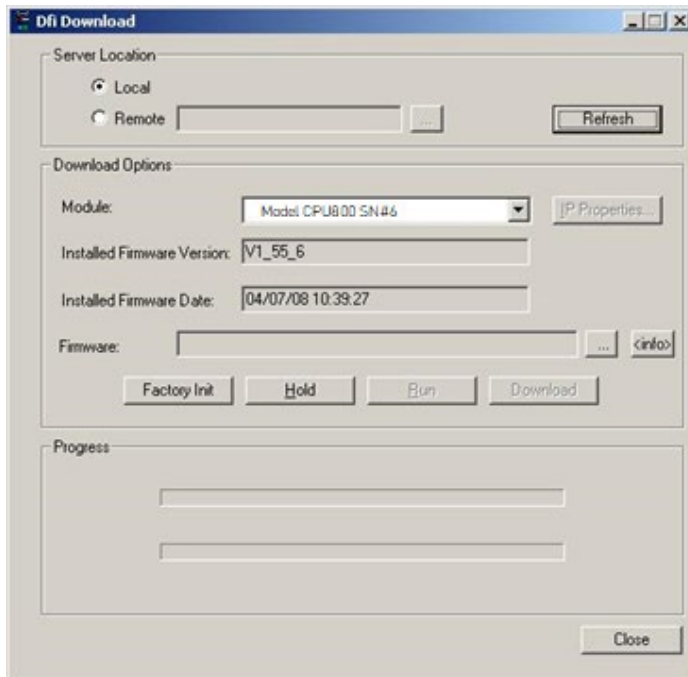 Dfi Download
Server Location
Local
Remote ... Refresh
Download Options
Module: Model CPU800 SN#6 IP Properties...
Installed Firmware Version: V1_55_6
Installed Firmware Date: 04/07/08 10:39:27
Firmware: ... <info>
Factory Init Hold Run Download
Progress
Close